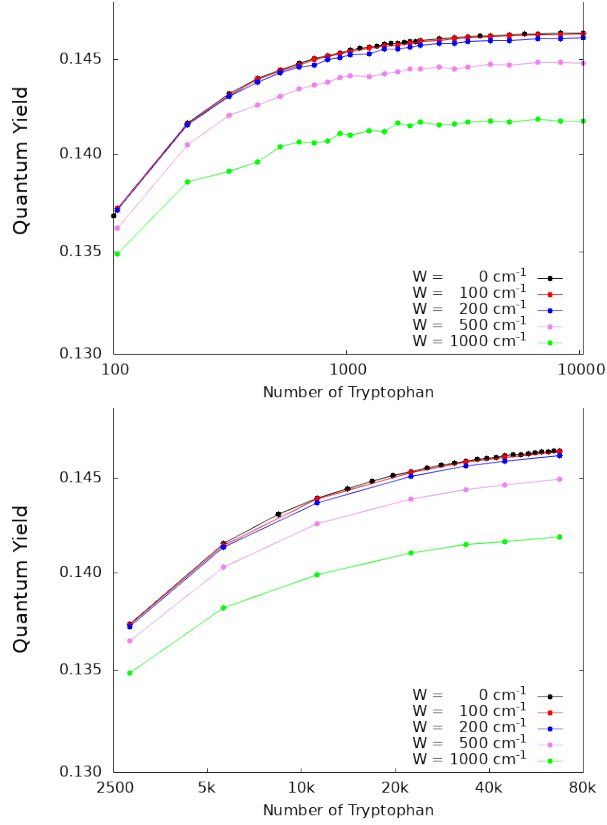 0.145
0.140
0.135
0.130
Quantum Yield
W = 0 cm-1
W = 100 cm-1
W = 200 cm-1
W = 500 cm-1
W = 1000 cm-1
100 1000 10000
Number of Tryptophan
0.145
0.140
0.135
0.130
Quantum Yield
W = 0 cm-1
W = 100 cm-1
W = 200 cm-1
W = 500 cm-1
W = 1000 cm-1
2500 5k 10k 20k 40k 80k
Number of Tryptophan